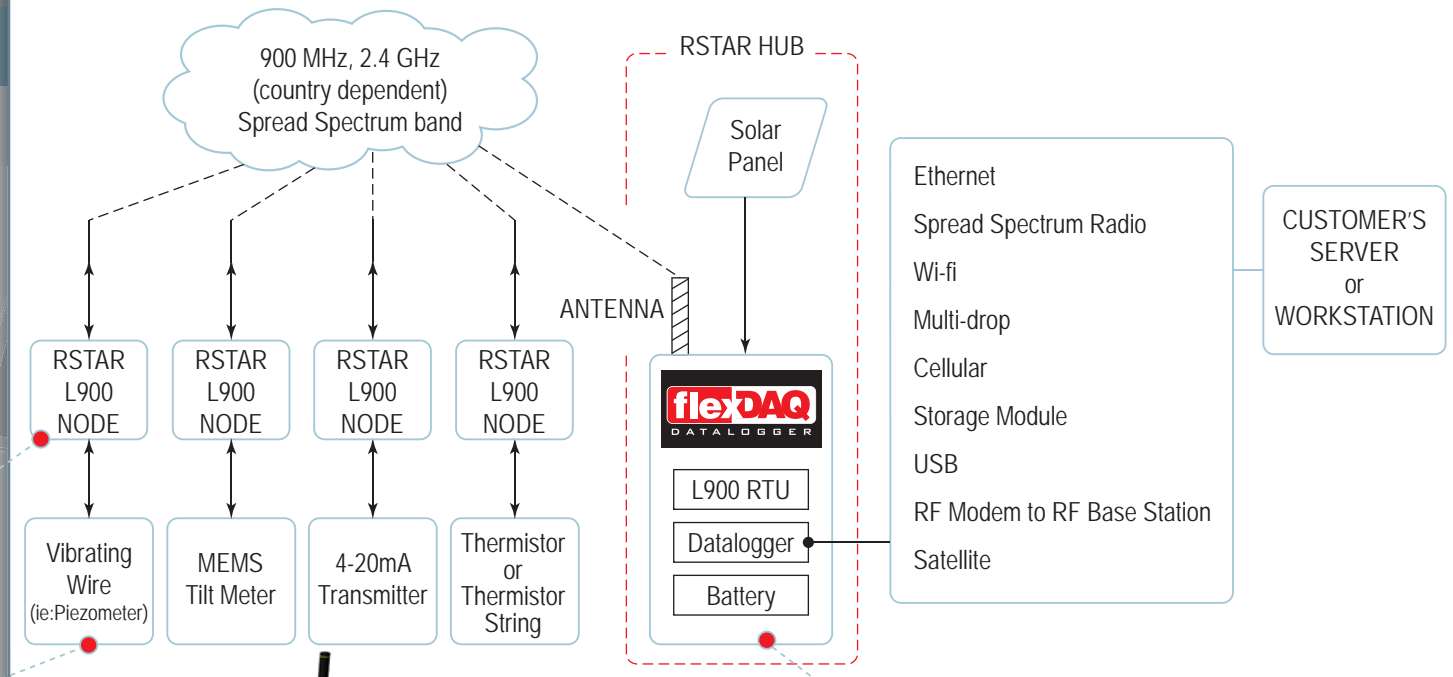 900 MHz, 2.4 GHz
(country dependent)
Spread Spectrum band
RSTAR HUB
Solar
Panel
ANTENNA
RSTAR
L900
NODE
RSTAR
L900
NODE
RSTAR
L900
NODE
RSTAR
L900
NODE
Vibrating
Wire
(ie:Piezometer)
MEMS
Tilt Meter
4-20mA
Transmitter
Thermistor
or
Thermistor
String
flexDAQ
DATALOGGER
L900 RTU
Datalogger
Battery
Ethernet
Spread Spectrum Radio
Wi-fi
Multi-drop
Cellular
Storage Module
USB
RF Modem to RF Base Station
Satellite
CUSTOMER'S
SERVER
or
WORKSTATION